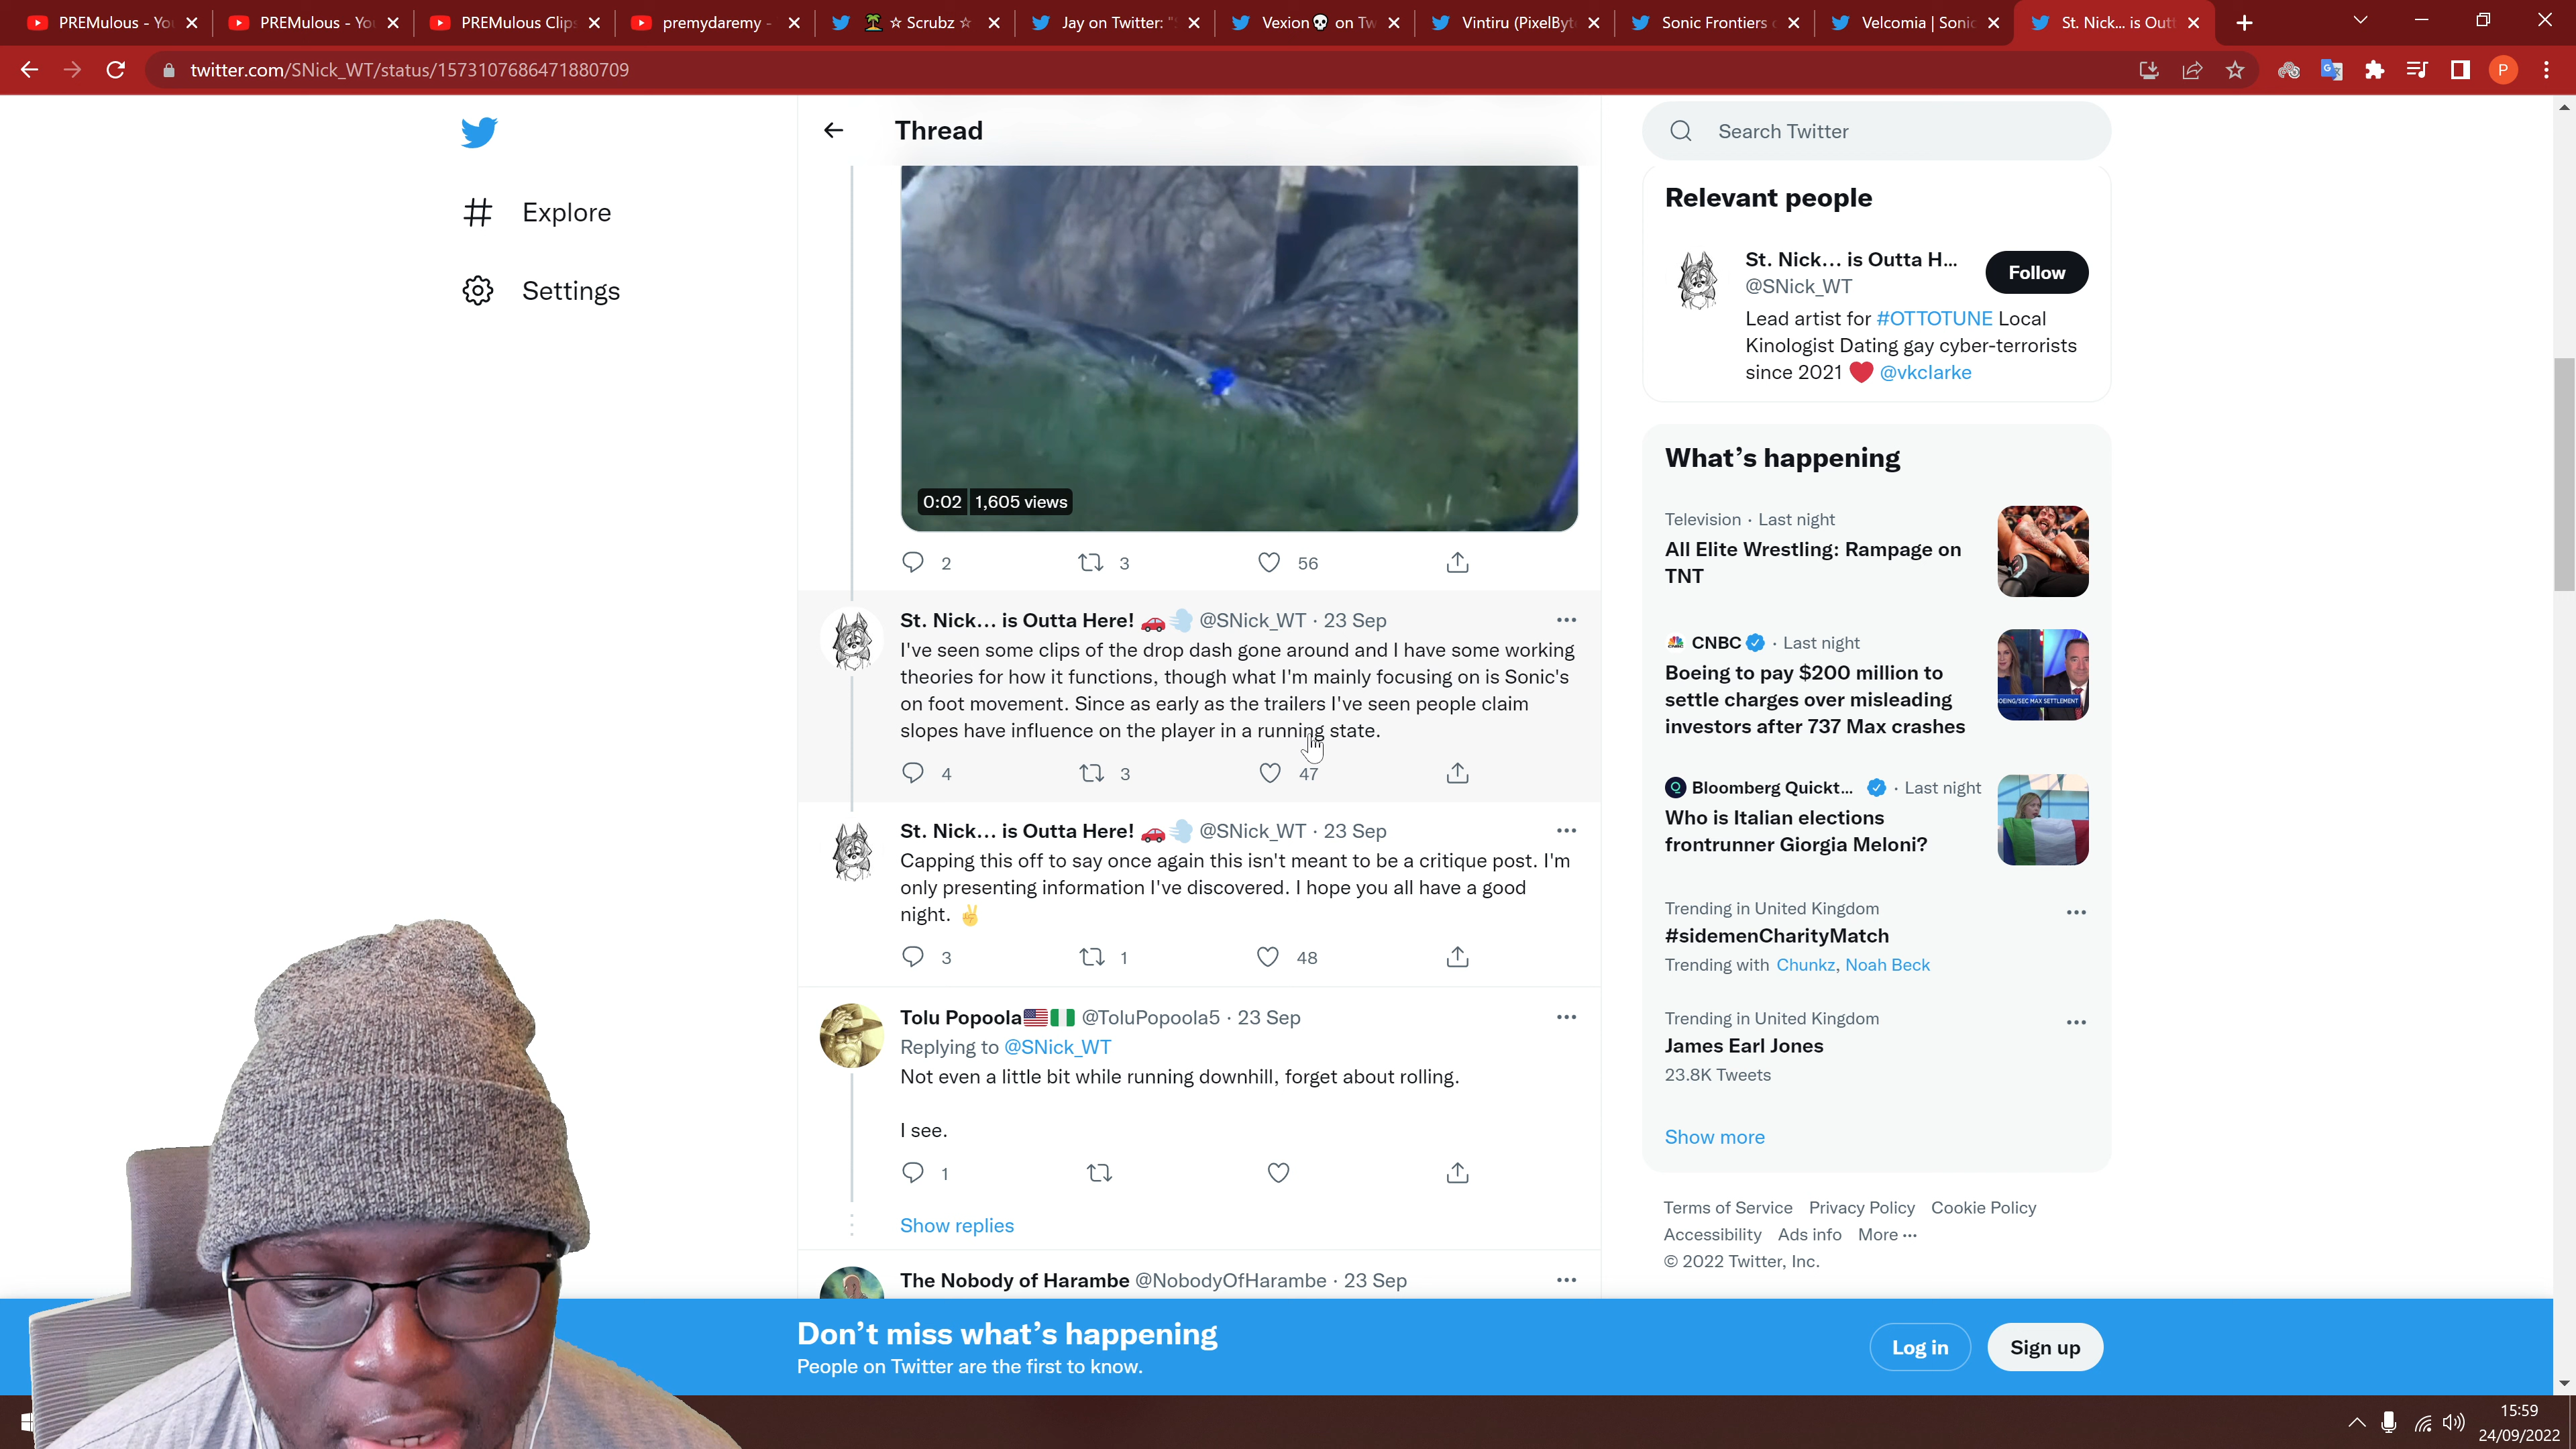 PREMulous - You
PREMulous - You
PREMulous Clips
premydaremy -
☆ Scrubz ☆
Jay on Twitter: "
Vexion💀 on Tw
Vintiru (PixelByt
Sonic Frontiers
Velcomia | Sonic
St. Nick... is Out
twitter.com/SNick_WT/status/1573107686471880709
P
Thread
Search Twitter
Explore
Settings
0:02 1,605 views
2 3 56
St. Nick... is Outta Here! 🚗💨 @SNick_WT · 23 Sep
I've seen some clips of the drop dash gone around and I have some working
theories for how it functions, though what I'm mainly focusing on is Sonic's
on foot movement. Since as early as the trailers I've seen people claim
slopes have influence on the player in a running state.
4 3 47
St. Nick... is Outta Here! 🚗💨 @SNick_WT · 23 Sep
Capping this off to say once again this isn't meant to be a critique post. I'm
only presenting information I've discovered. I hope you all have a good
night. ✌
3 1 48
Tolu Popoola🇺🇸🇳🇬 @ToluPopoola5 · 23 Sep
Replying to @SNick_WT
Not even a little bit while running downhill, forget about rolling.
I see.
1
Show replies
The Nobody of Harambe @NobodyOfHarambe · 23 Sep
Relevant people
St. Nick... is Outta H...
@SNick_WT
Follow
Lead artist for #OTTOTUNE Local
Kinologist Dating gay cyber-terrorists
since 2021 ❤ @vkclarke
What's happening
Television · Last night
All Elite Wrestling: Rampage on
TNT
CNBC · Last night
Boeing to pay $200 million to
settle charges over misleading
investors after 737 Max crashes
Bloomberg Quickt... · Last night
Who is Italian elections
frontrunner Giorgia Meloni?
Trending in United Kingdom
#sidemenCharityMatch
Trending with Chunkz, Noah Beck
Trending in United Kingdom
James Earl Jones
23.8K Tweets
Show more
Terms of Service Privacy Policy Cookie Policy
Accessibility Ads info More ···
© 2022 Twitter, Inc.
Don't miss what's happening
People on Twitter are the first to know.
Log in
Sign up
15:59
24/09/2022